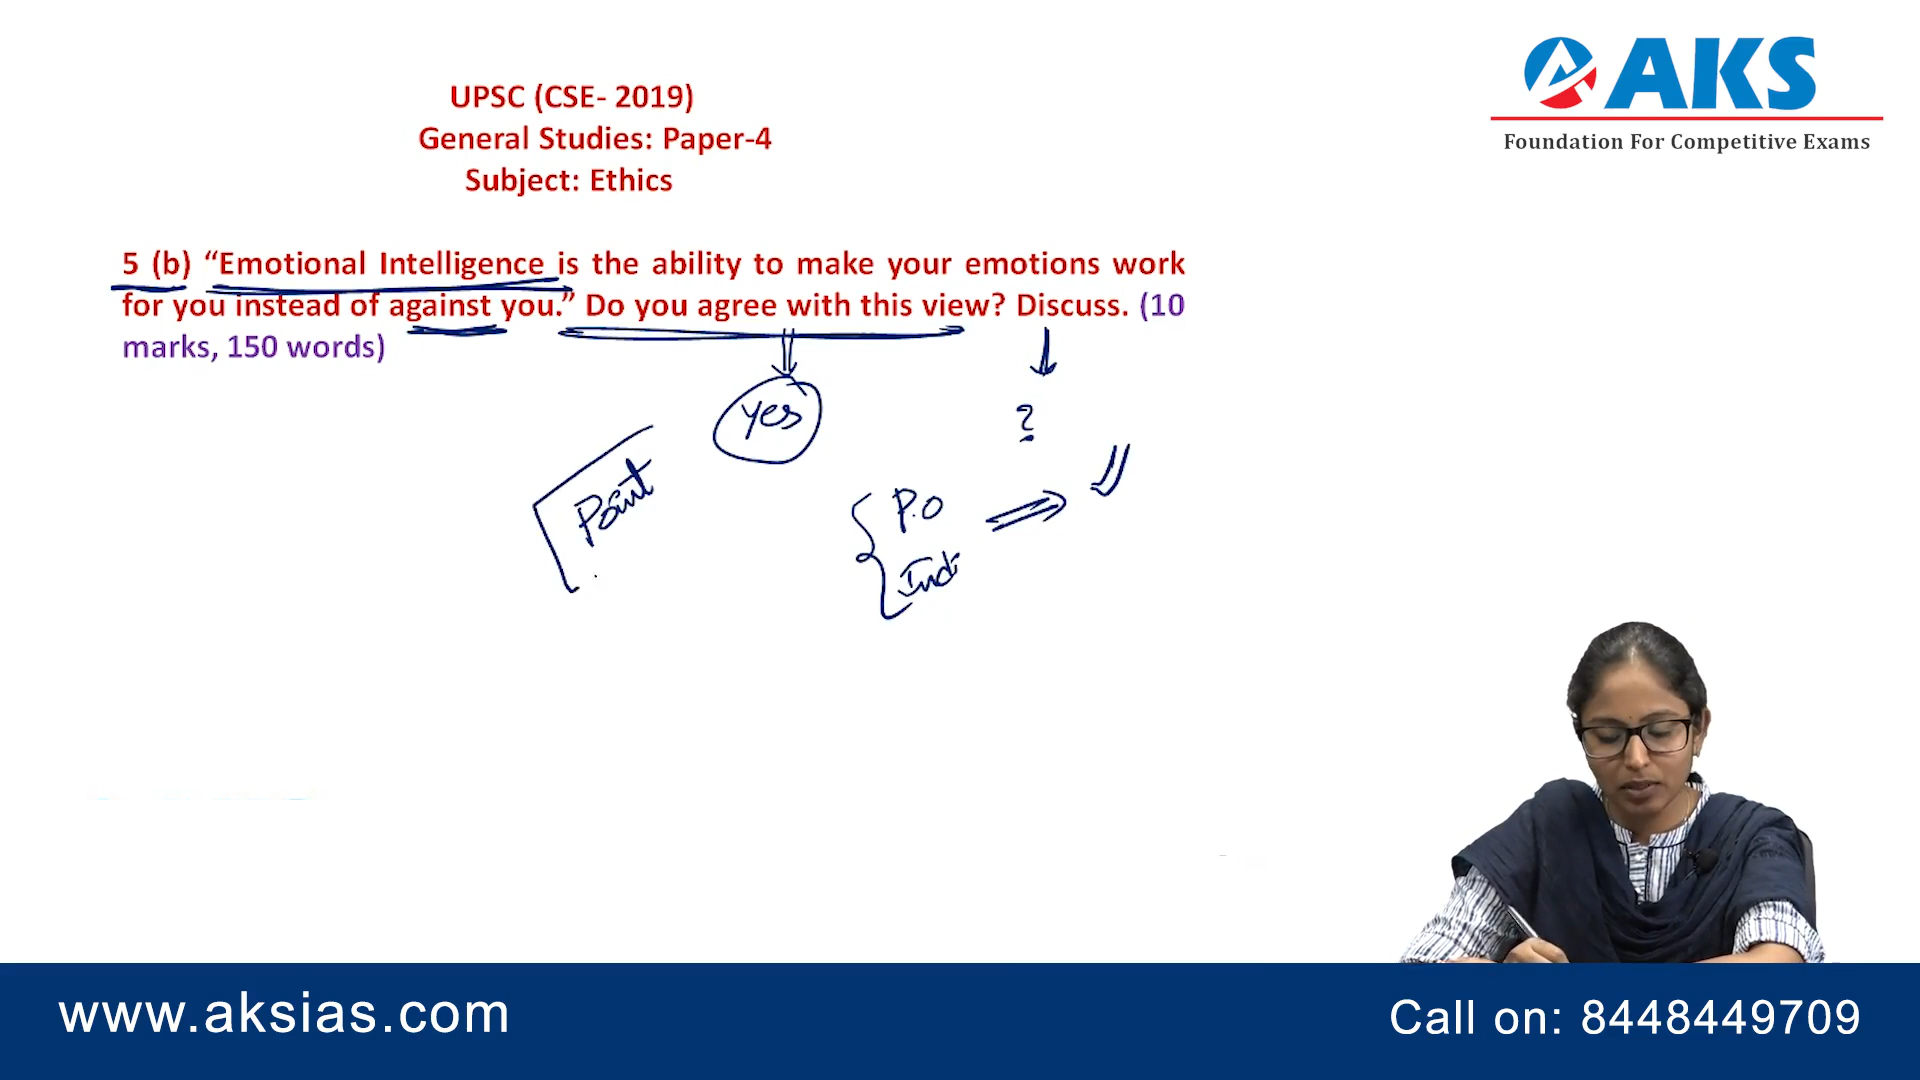 AKS
Foundation For Competitive Exams
UPSC (CSE- 2019)
General Studies: Paper-4
Subject: Ethics
5 (b) “Emotional Intelligence is the ability to make your emotions work
for you instead of against you.” Do you agree with this view? Discuss. (10
marks, 150 words)
yes
?
Point
P.O
Indi
www.aksias.com
Call on: 8448449709